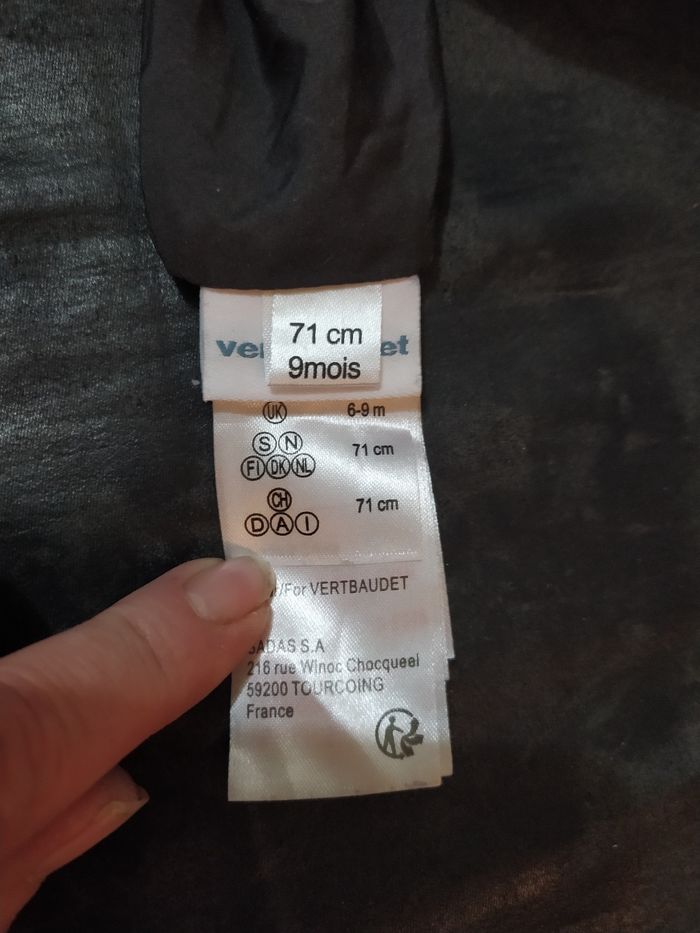 71 cm
9mois
UK 6-9 m
S N
FI DK NL 71 cm
CH
D A I 71 cm
/For VERTBAUDET
S.A
216 rue Winoc Chocqueel
59200 TOURCOING
France